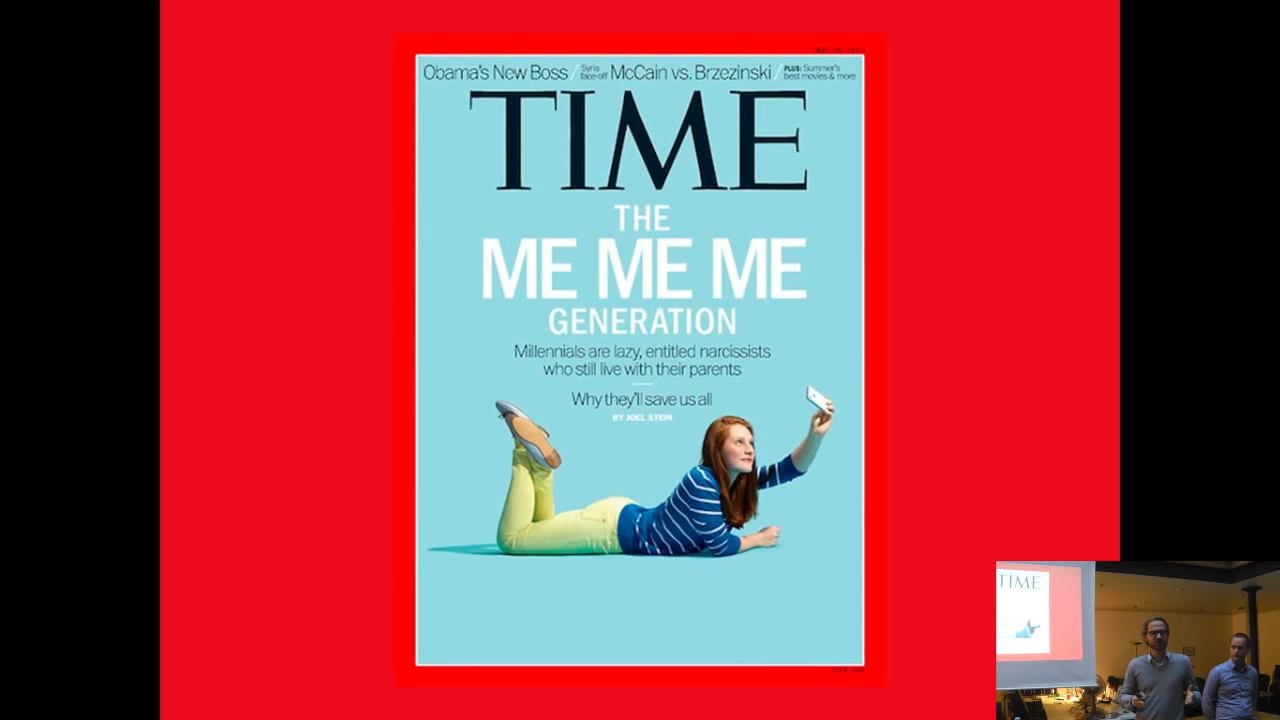 Obama's New Boss / Syria face-off McCain vs. Brzezinski / PLUS: Summer's best movies & more
TIME
THE
ME ME ME
GENERATION
Millennials are lazy, entitled narcissists
who still live with their parents
Why they'll save us all
BY JOEL STEIN
TIME